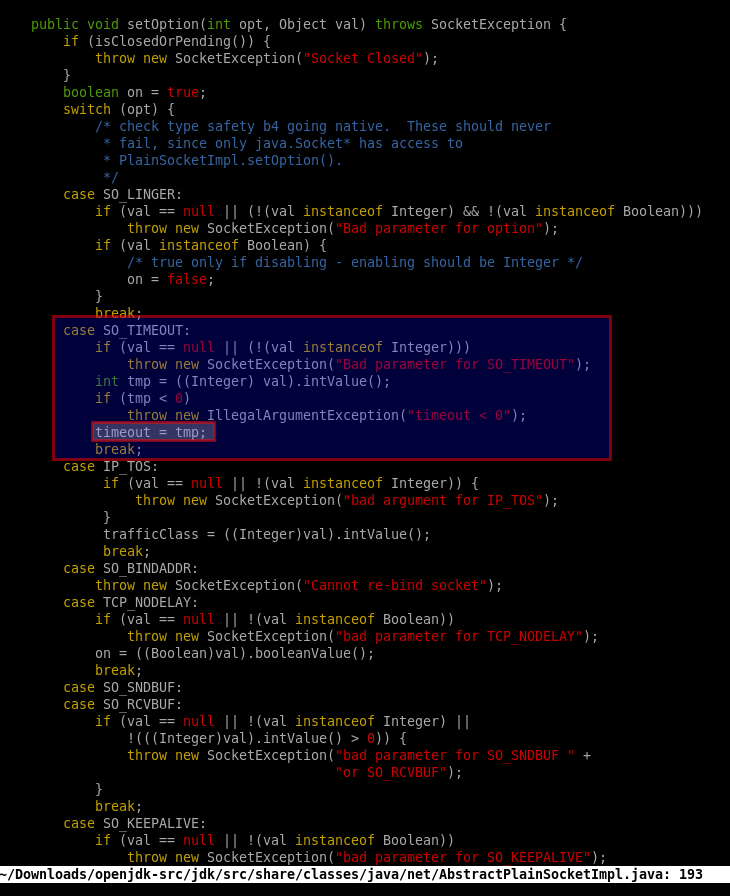 public void setOption(int opt, Object val) throws SocketException {
if (isClosedOrPending()) {
throw new SocketException("Socket Closed");
}
boolean on = true;
switch (opt) {
/* check type safety b4 going native.  These should never
* fail, since only java.Socket* has access to
* PlainSocketImpl.setOption().
*/
case SO_LINGER:
if (val == null || (!(val instanceof Integer) && !(val instanceof Boolean)))
throw new SocketException("Bad parameter for option");
if (val instanceof Boolean) {
/* true only if disabling - enabling should be Integer */
on = false;
}
break;
case SO_TIMEOUT:
if (val == null || (!(val instanceof Integer)))
throw new SocketException("Bad parameter for SO_TIMEOUT");
int tmp = ((Integer) val).intValue();
if (tmp < 0)
throw new IllegalArgumentException("timeout < 0");
timeout = tmp;
break;
case IP_TOS:
if (val == null || !(val instanceof Integer)) {
throw new SocketException("bad argument for IP_TOS");
}
trafficClass = ((Integer)val).intValue();
break;
case SO_BINDADDR:
throw new SocketException("Cannot re-bind socket");
case TCP_NODELAY:
if (val == null || !(val instanceof Boolean))
throw new SocketException("bad parameter for TCP_NODELAY");
on = ((Boolean)val).booleanValue();
break;
case SO_SNDBUF:
case SO_RCVBUF:
if (val == null || !(val instanceof Integer) ||
!(((Integer)val).intValue() > 0)) {
throw new SocketException("bad parameter for SO_SNDBUF " +
"or SO_RCVBUF");
}
break;
case SO_KEEPALIVE:
if (val == null || !(val instanceof Boolean))
throw new SocketException("bad parameter for SO_KEEPALIVE");
~/Downloads/openjdk-src/jdk/src/share/classes/java/net/AbstractPlainSocketImpl.java: 193